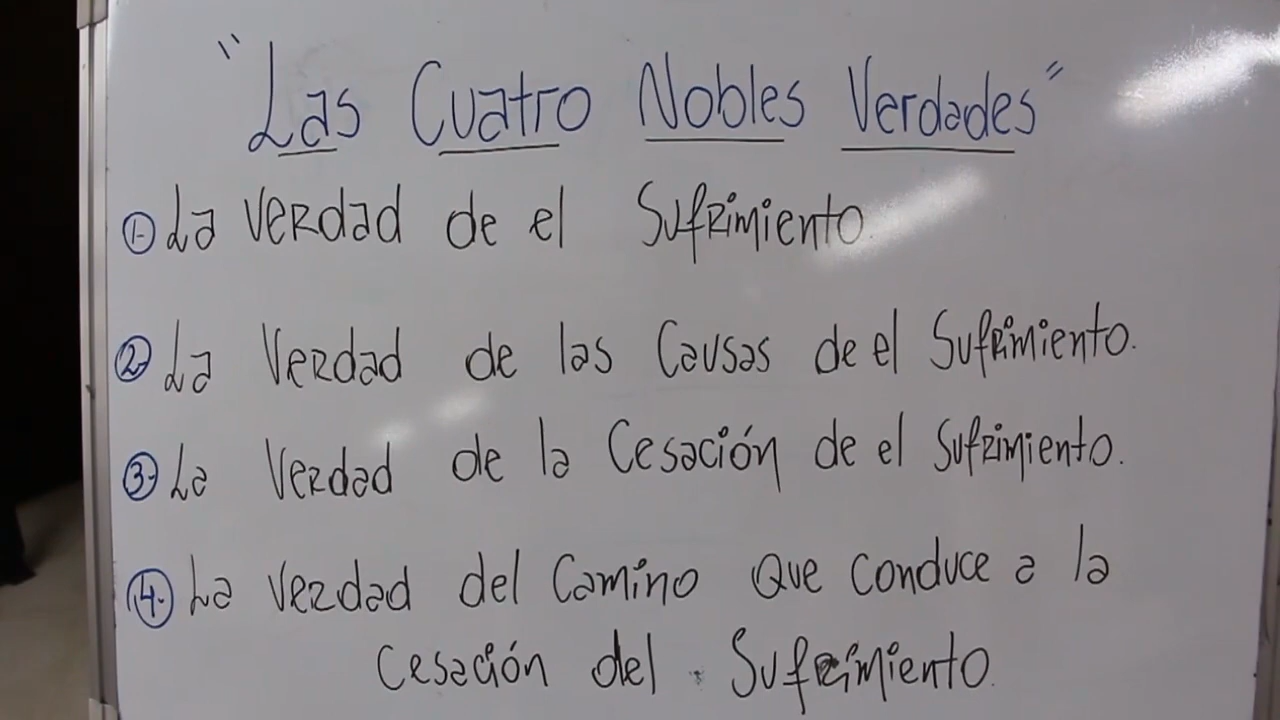 "Las Cuatro Nobles Verdades"
1- La Verdad de el Sufrimiento
2- La Verdad de las Causas de el Sufrimiento.
3- La Verdad de la Cesación de el Sufrimiento.
4. La Verdad del Camino Que conduce a la
Cesación del Sufrimiento.